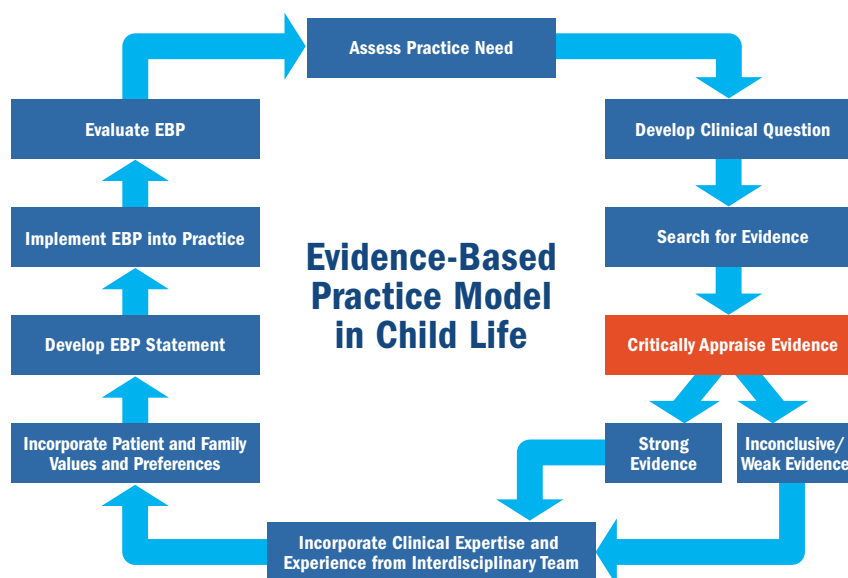 Assess Practice Need
Develop Clinical Question
Search for Evidence
Critically Appraise Evidence
Strong
Evidence
Inconclusive/
Weak Evidence
Incorporate Clinical Expertise and
Experience from Interdisciplinary Team
Incorporate Patient and Family
Values and Preferences
Develop EBP Statement
Implement EBP into Practice
Evaluate EBP
Evidence-Based
Practice Model
in Child Life